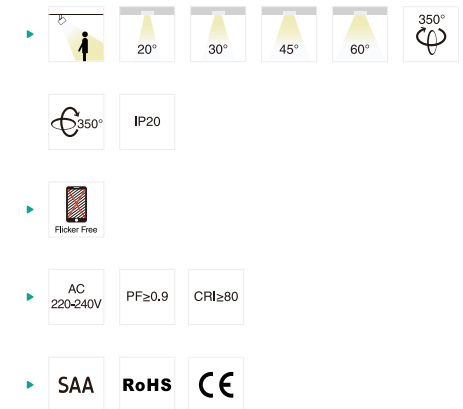 20° 30° 45° 60° 350°
350° IP20
Flicker Free
AC
220-240V PF≥0.9 CRI≥80
SAA RoHS CE